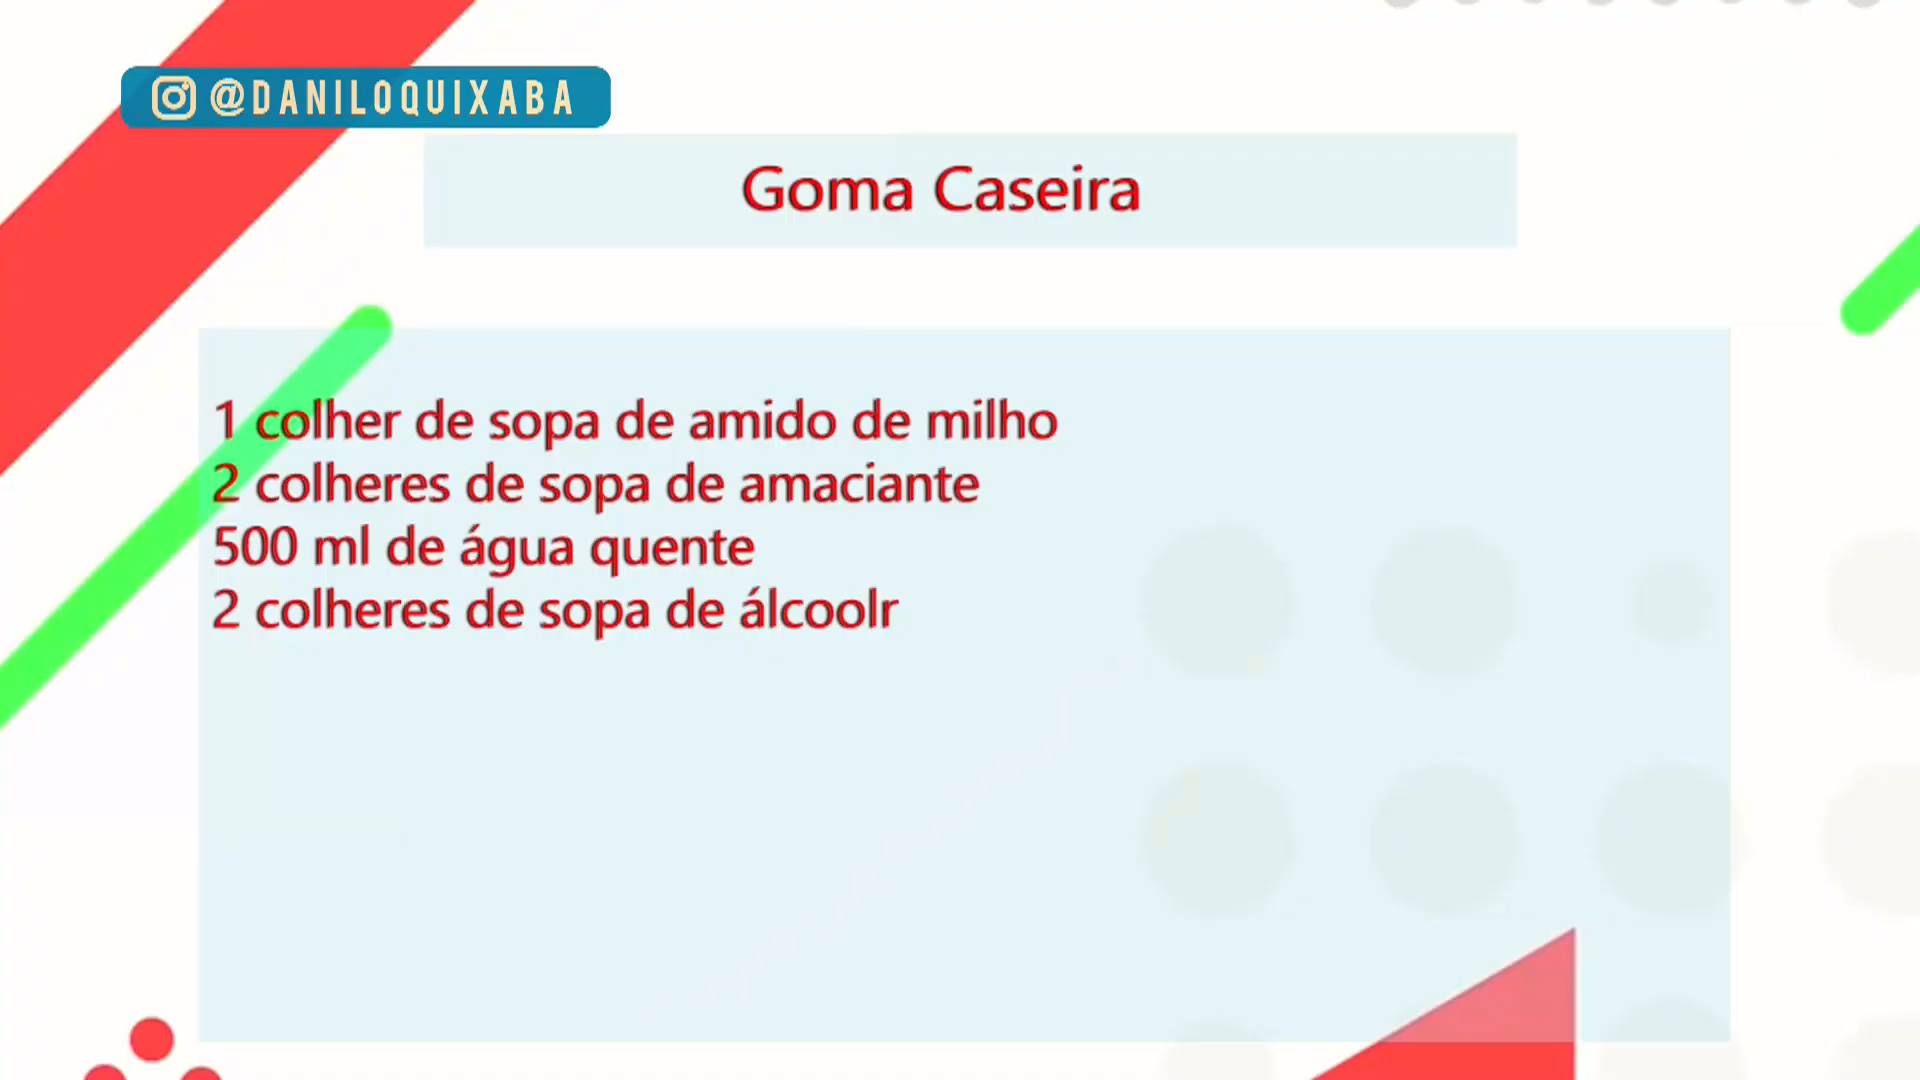 @DANILOQUIXABA
Goma Caseira
1 colher de sopa de amido de milho
2 colheres de sopa de amaciante
500 ml de água quente
2 colheres de sopa de álcoolr